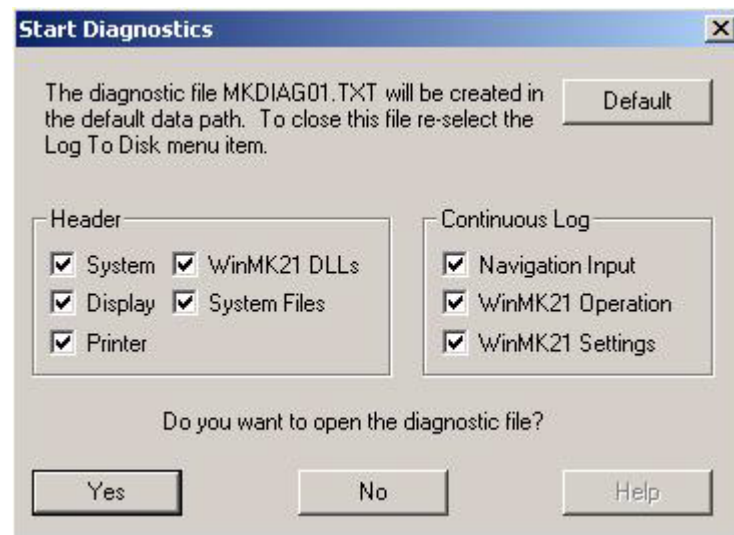 Start Diagnostics
The diagnostic file MKDIAG01.TXT will be created in
the default data path. To close this file re-select the
Log To Disk menu item.
Default
Header
System
WinMK21 DLLs
Display
System Files
Printer
Continuous Log
Navigation Input
WinMK21 Operation
WinMK21 Settings
Do you want to open the diagnostic file?
Yes
No
Help